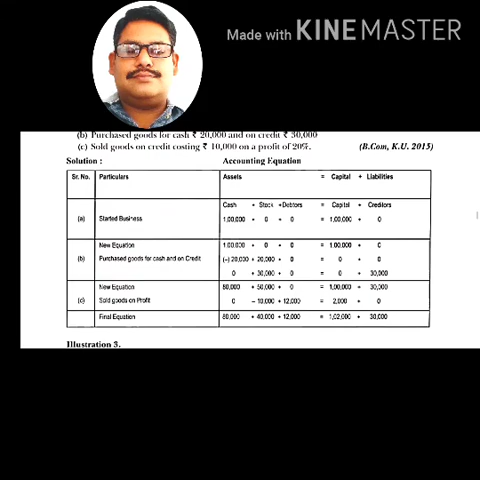 Made with KINEMASTER
(b) Purchased goods for cash ₹ 20,000 and on credit ₹ 30,000
(c) Sold goods on credit costing ₹ 10,000 on a profit of 20%. (B.Com, K.U. 2015)
Solution : Accounting Equation
Sr. No. Particulars Assets = Capital + Liabilities
Cash + Stock +Debtors = Capital + Creditors
(a) Started Business 1,00,000 + 0 + 0 = 1,00,000 + 0
New Equation 1,00,000 + 0 + 0 = 1,00,000 + 0
(b) Purchased goods for cash and on Credit (–) 20,000 + 20,000 + 0 = 0 + 0
0 + 30,000 + 0 = 0 + 30,000
New Equation 80,000 + 50,000 + 0 = 1,00,000 + 30,000
(c) Sold goods on Profit 0 – 10,000 + 12,000 = 2,000 + 0
Final Equation 80,000 + 40,000 + 12,000 = 1,02,000 + 30,000
Illustration 3.